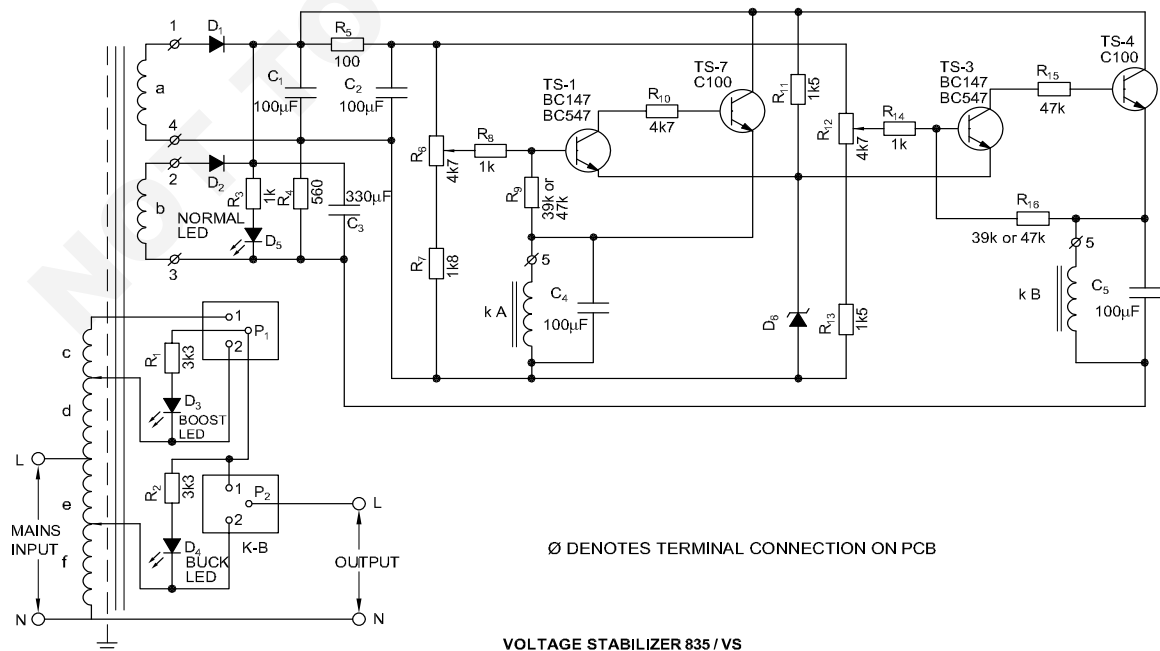 NOT TO
1
D1
R5
100
C1
100µF
C2
100µF
a
4
2
D2
b
3
NORMAL
LED
R3
1k
D5
R4
560
330µF
C3
R6
4k7
R7
1k8
R8
1k
R9
39k or
47k
TS-1
BC147
BC547
R10
4k7
TS-7
C100
R11
1k5
R12
4k7
R13
1k5
R14
1k
TS-3
BC147
BC547
R15
47k
TS-4
C100
R16
39k or 47k
5
k A
C4
100µF
D6
5
k B
C5
100µF
c
d
e
f
R1
3k3
D3
BOOST
LED
1
P1
2
R2
3k3
D4
BUCK
LED
1
P2
2
K-B
L
MAINS
INPUT
N
L
OUTPUT
N
Ø DENOTES TERMINAL CONNECTION ON PCB
VOLTAGE STABILIZER 835 / VS